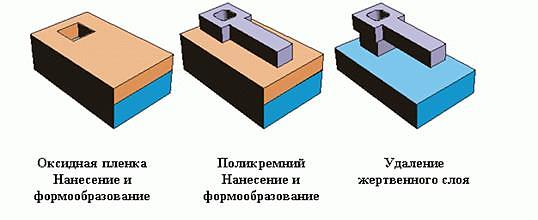 Оксидная пленка
Нанесение и
формообразование
Поликремний
Нанесение и
формообразование
Удаление
жертвенного слоя